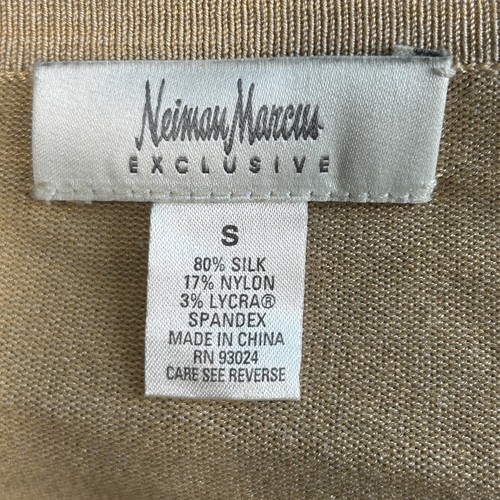 Neiman Marcus
EXCLUSIVE
S
80% SILK
17% NYLON
3% LYCRA®
SPANDEX
MADE IN CHINA
RN 93024
CARE SEE REVERSE